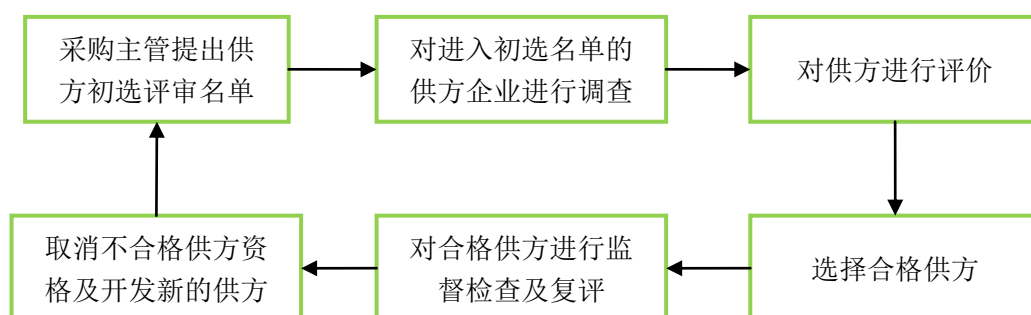 采购主管提出供
方初选评审名单
对进入初选名单的
供方企业进行调查
对供方进行评价
选择合格供方
对合格供方进行监
督检查及复评
取消不合格供方资
格及开发新的供方